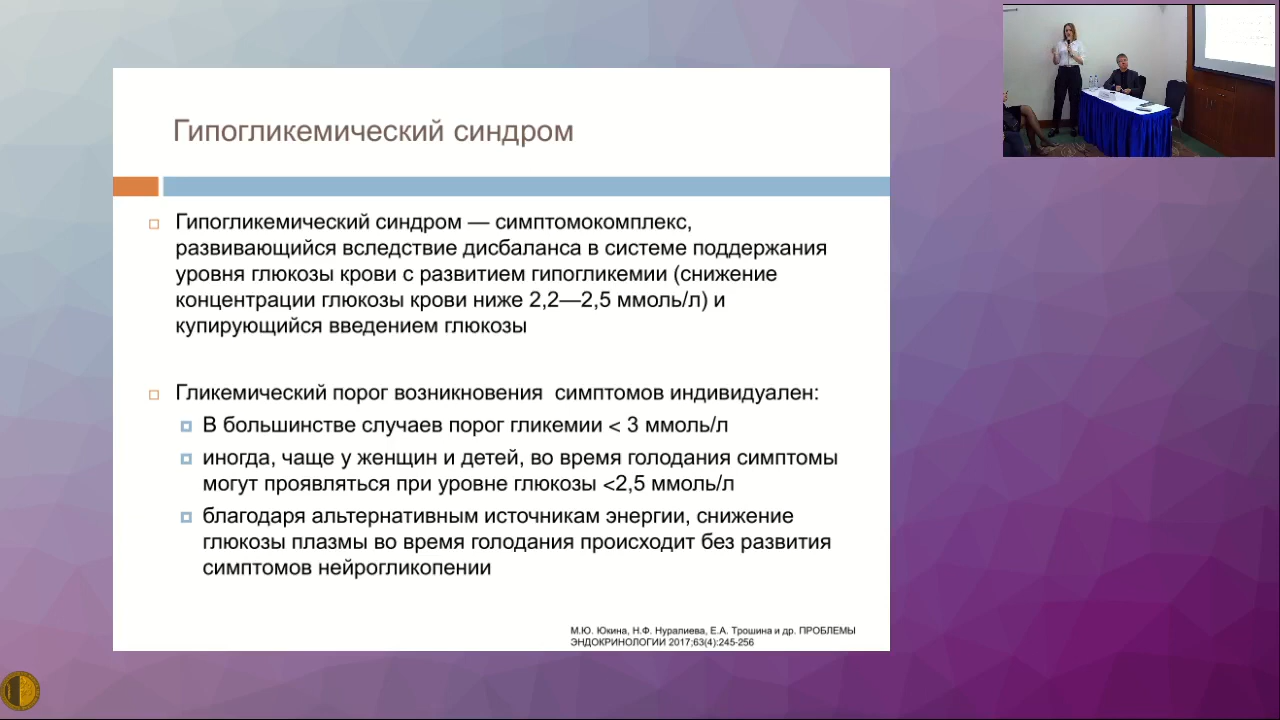 Гипогликемический синдром
Гипогликемический синдром — симптомокомплекс,
развивающийся вследствие дисбаланса в системе поддержания
уровня глюкозы крови с развитием гипогликемии (снижение
концентрации глюкозы крови ниже 2,2—2,5 ммоль/л) и
купирующийся введением глюкозы
Гликемический порог возникновения  симптомов индивидуален:
В большинстве случаев порог гликемии < 3 ммоль/л
иногда, чаще у женщин и детей, во время голодания симптомы
могут проявляться при уровне глюкозы <2,5 ммоль/л
благодаря альтернативным источникам энергии, снижение
глюкозы плазмы во время голодания происходит без развития
симптомов нейрогликопении
М.Ю. Юкина, Н.Ф. Нуралиева, Е.А. Трошина и др. ПРОБЛЕМЫ
ЭНДОКРИНОЛОГИИ 2017;63(4):245-256